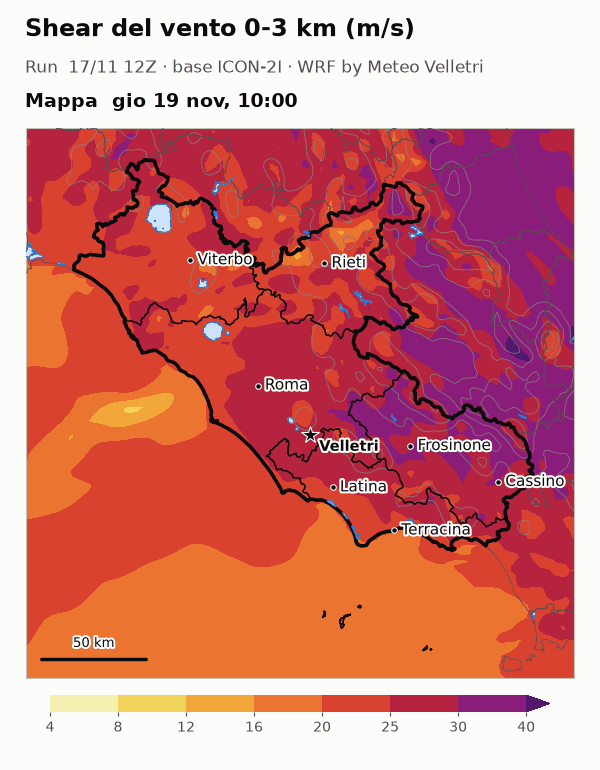 Shear del vento 0-3 km (m/s)
Run  17/11 12Z · base ICON-2I · WRF by Meteo Velletri
Mappa  gio 19 nov, 10:00
Viterbo
Rieti
Roma
Velletri
Frosinone
Cassino
Latina
Terracina
50 km
4 8 12 16 20 25 30 40